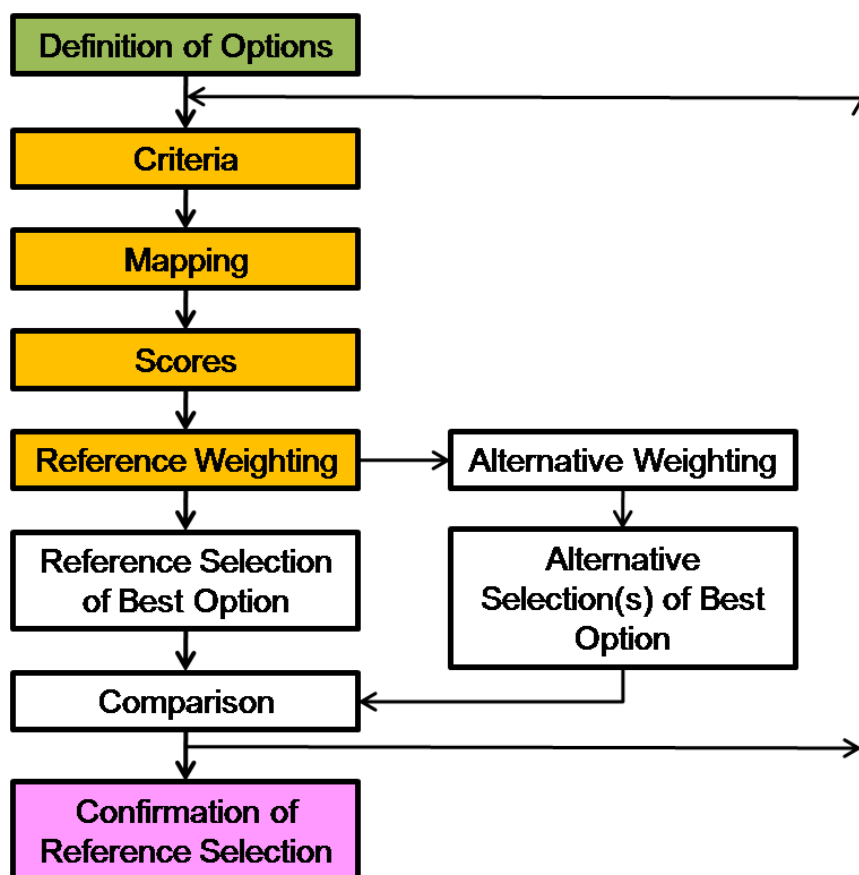 Definition of Options
Criteria
Mapping
Scores
Reference Weighting
Alternative Weighting
Reference Selection
of Best Option
Alternative
Selection(s) of Best
Option
Comparison
Confirmation of
Reference Selection